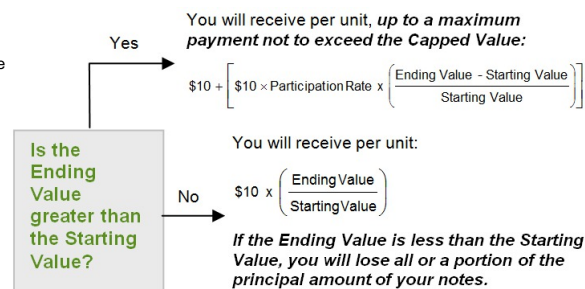 You will receive per unit, up to a maximum
payment not to exceed the Capped Value:
Yes
e
$10 + [ $10 × Participation Rate x ( Ending Value - Starting Value / Starting Value ) ]
Is the
Ending
Value
greater than
the Starting
Value?
You will receive per unit:
No
$10 x ( Ending Value / Starting Value )
If the Ending Value is less than the Starting
Value, you will lose all or a portion of the
principal amount of your notes.